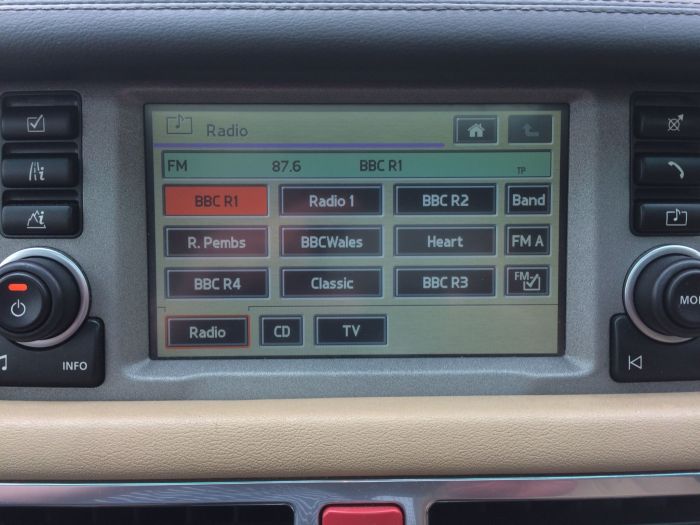 Radio
FM 87.6 BBC R1 TP
BBC R1 Radio 1 BBC R2 Band
R. Pembs BBCWales Heart FM A
BBC R4 Classic BBC R3 FM
Radio CD TV
INFO